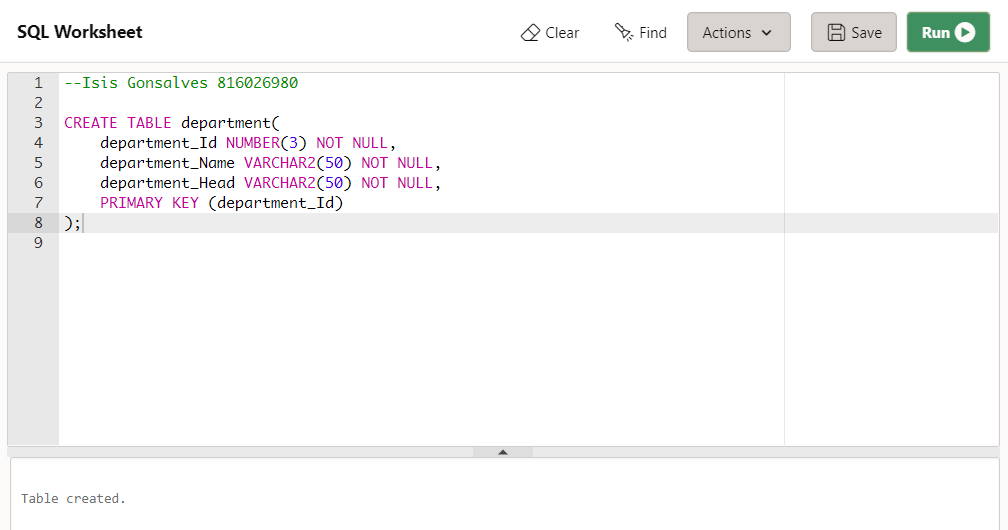 SQL Worksheet Clear Find Actions Save Run
1 --Isis Gonsalves 816026980
2
3 CREATE TABLE department(
4     department_Id NUMBER(3) NOT NULL,
5     department_Name VARCHAR2(50) NOT NULL,
6     department_Head VARCHAR2(50) NOT NULL,
7     PRIMARY KEY (department_Id)
8 );
9
Table created.